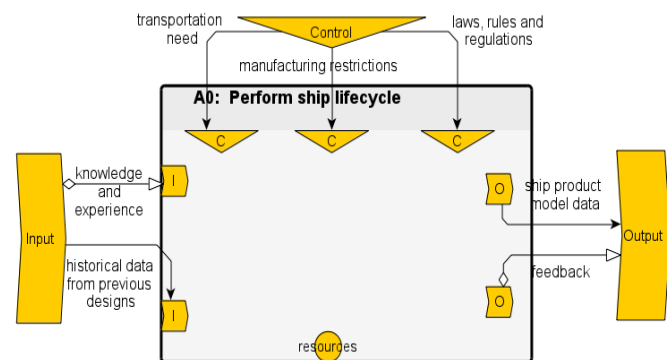 transportation
need
Control
laws, rules and
regulations
manufacturing restrictions
A0: Perform ship lifecycle
C
C
C
knowledge
and
experience
I
O
ship product
model data
Input
Output
historical data
from previous
designs
feedback
I
O
resources